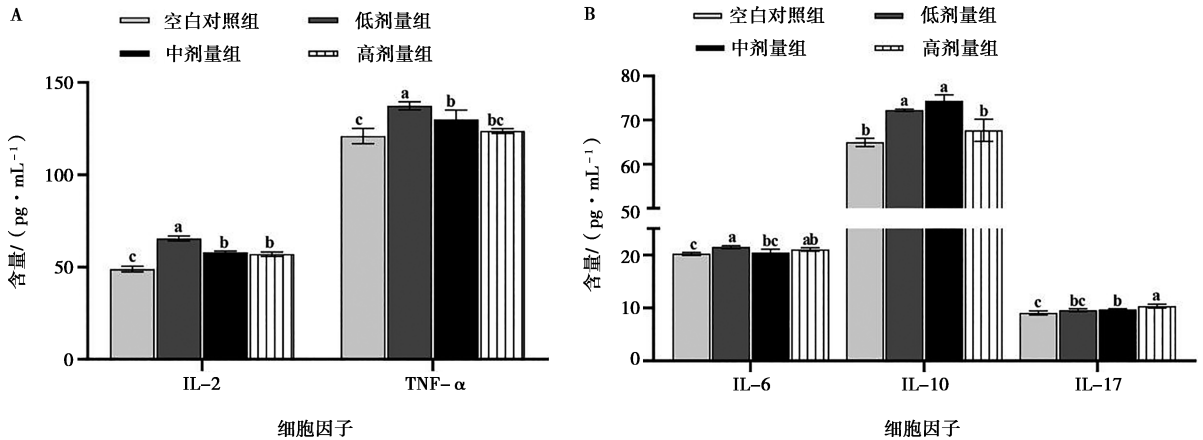 A
空白对照组 低剂量组
中剂量组 高剂量组
含量/（pg·mL⁻¹）
150
100
50
0
c a b b
c a b bc
IL-2 TNF-α
细胞因子
B
空白对照组 低剂量组
中剂量组 高剂量组
含量/（pg·mL⁻¹）
80
70
60
50
20
10
0
c a bc ab
b a a b
c bc b a
IL-6 IL-10 IL-17
细胞因子